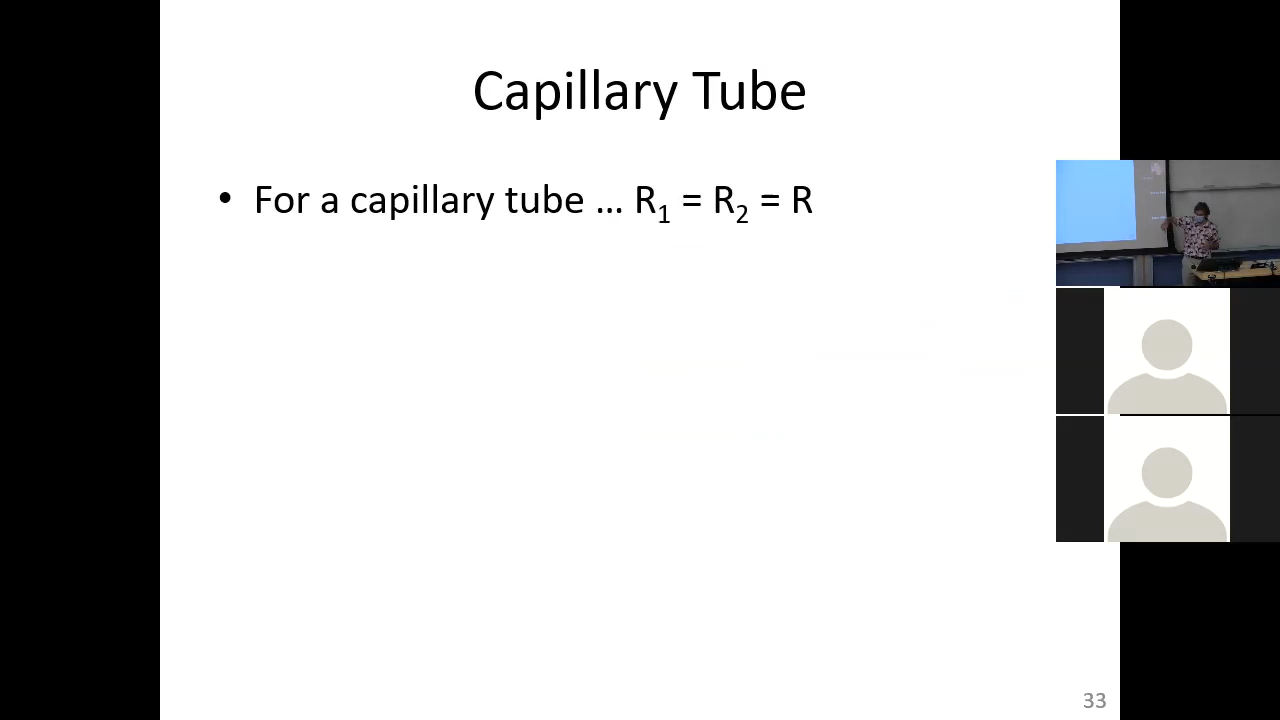 Capillary Tube
• For a capillary tube … R₁ = R₂ = R
33